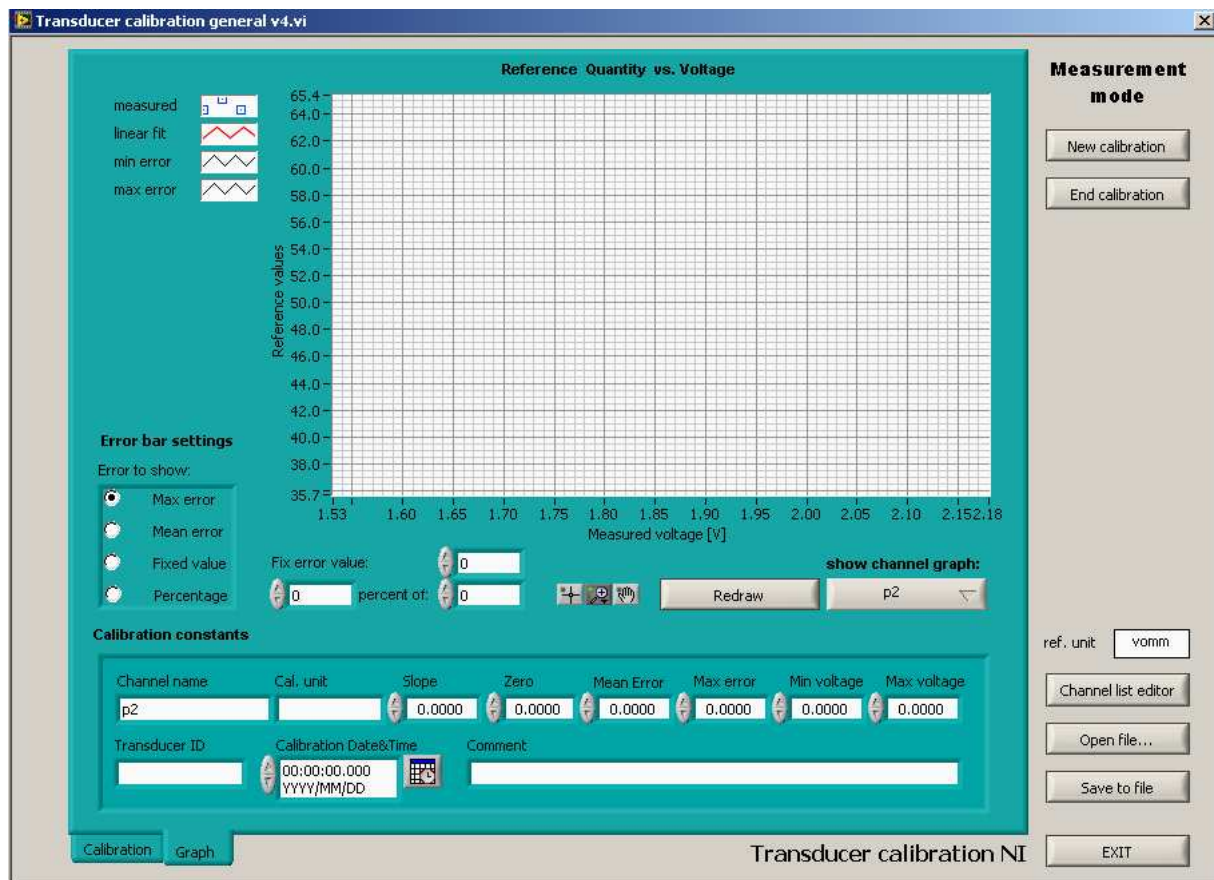 Transducer calibration general v4.vi
Reference Quantity vs. Voltage
measured
linear fit
min error
max error
65.4
64.0
62.0
60.0
58.0
56.0
54.0
52.0
50.0
48.0
46.0
44.0
42.0
40.0
38.0
35.7
Reference values
1.53 1.60 1.65 1.70 1.75 1.80 1.85 1.90 1.95 2.00 2.05 2.10 2.15 2.18
Measured voltage [V]
Error bar settings
Error to show:
Max error
Mean error
Fixed value
Percentage
Fix error value: 0
0 percent of: 0
Redraw
show channel graph:
p2
Calibration constants
Channel name Cal. unit Slope Zero Mean Error Max error Min voltage Max voltage
p2 0.0000 0.0000 0.0000 0.0000 0.0000 0.0000
Transducer ID Calibration Date&Time Comment
00:00:00.000
YYYY/MM/DD
Calibration Graph
Transducer calibration NI
Measurement
mode
New calibration
End calibration
ref. unit vomm
Channel list editor
Open file...
Save to file
EXIT